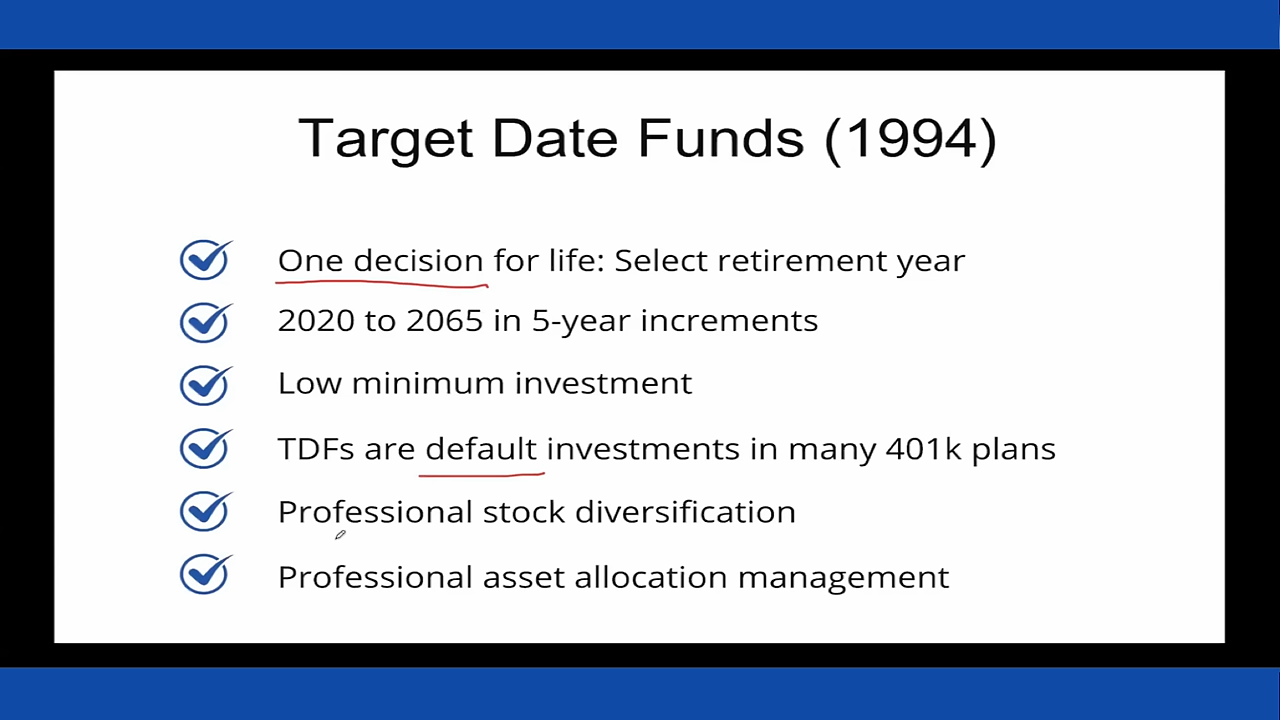 Target Date Funds (1994)
One decision for life: Select retirement year
2020 to 2065 in 5-year increments
Low minimum investment
TDFs are default investments in many 401k plans
Professional stock diversification
Professional asset allocation management